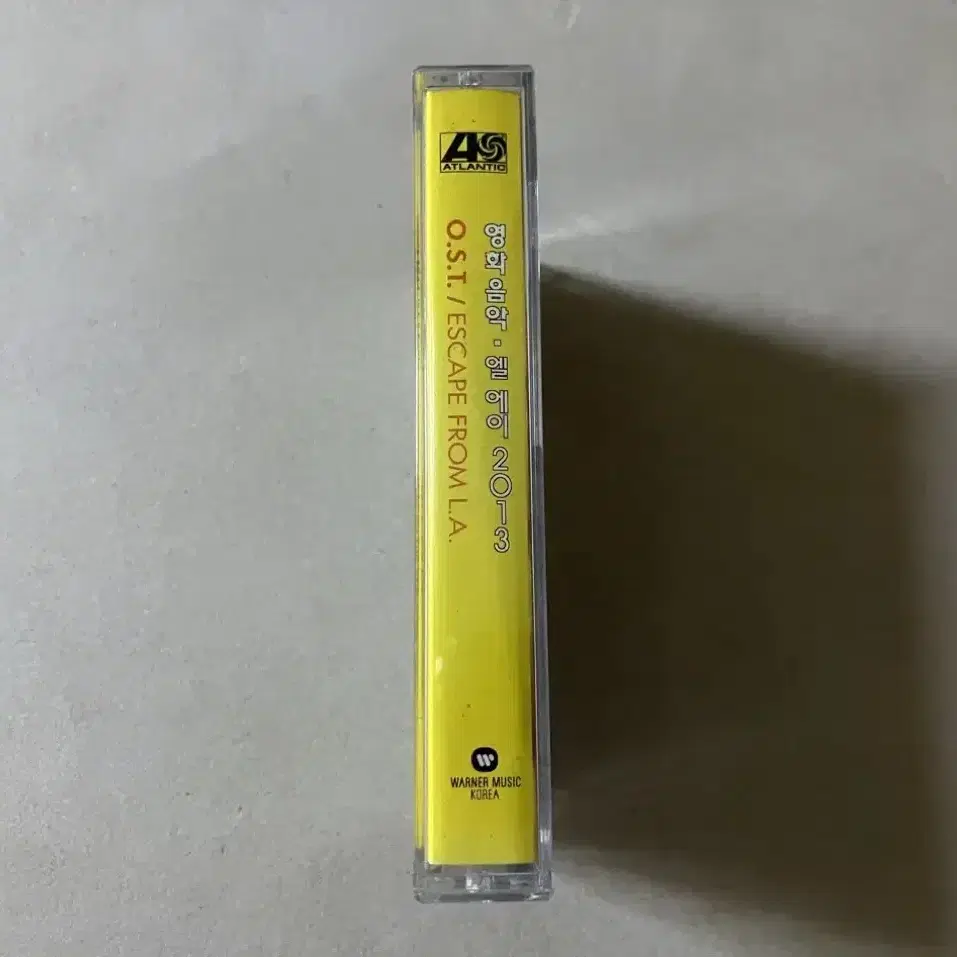 ATLANTIC
영화음악 · 엘 에이 2013
O.S.T. / ESCAPE FROM L.A.
WARNER MUSIC
KOREA